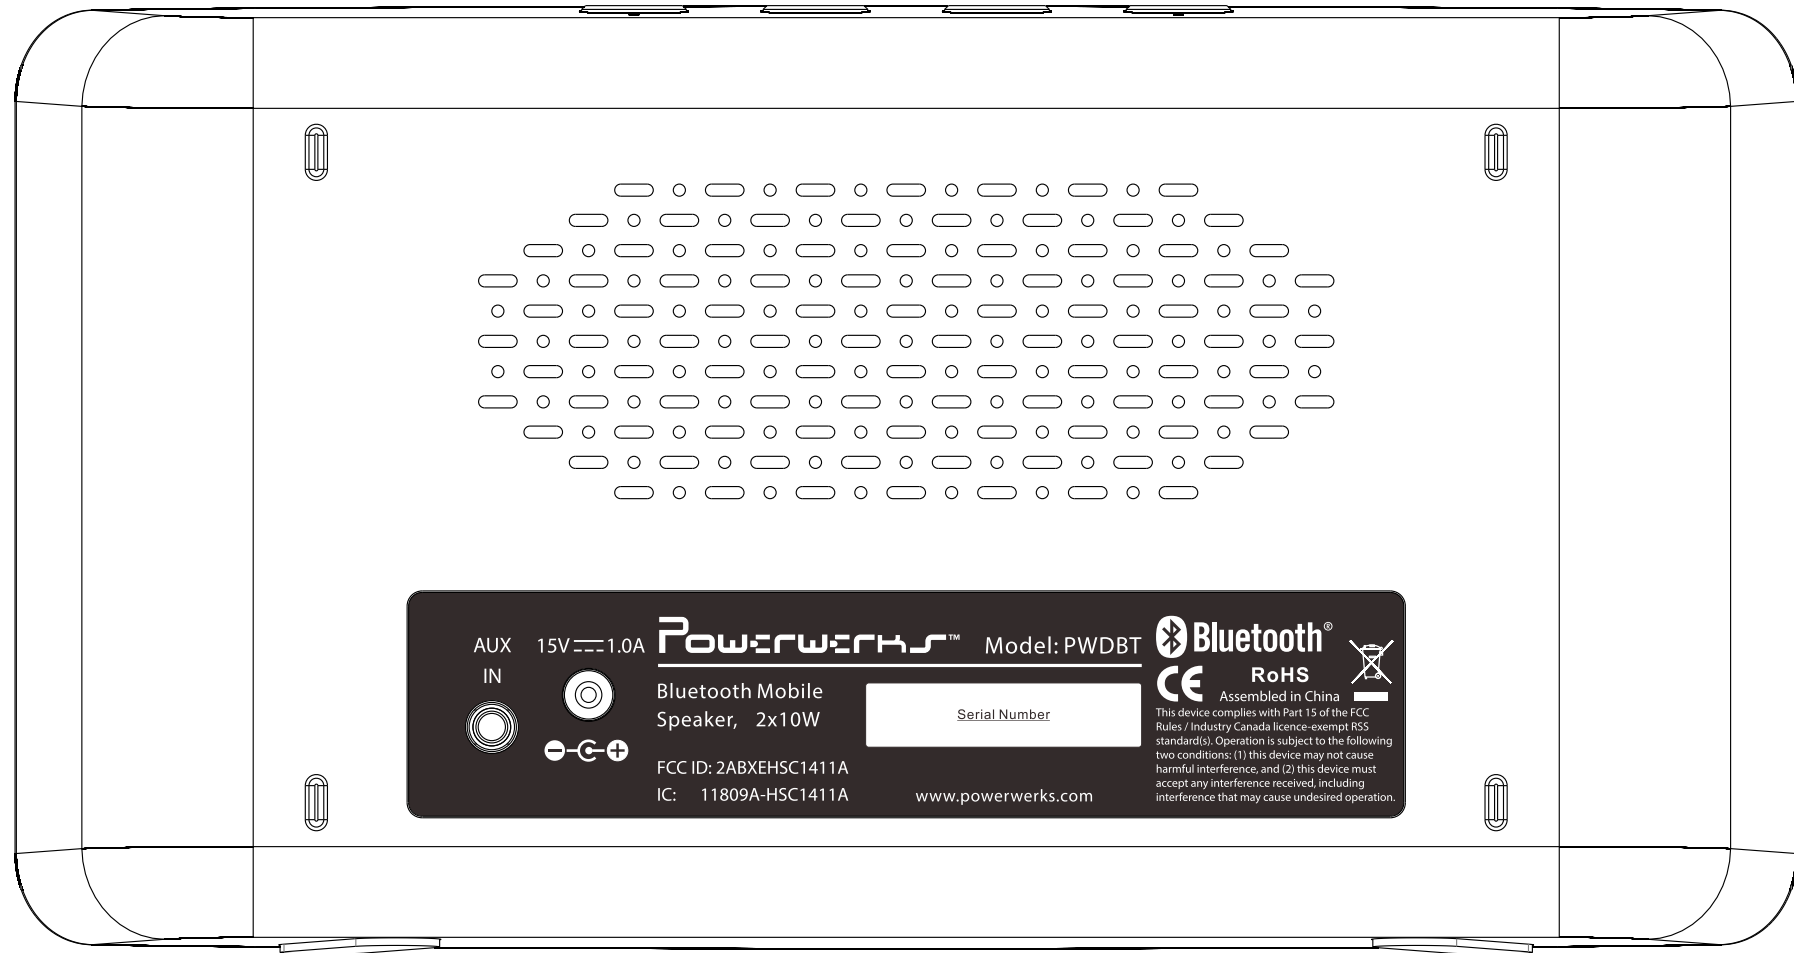 AUX
IN
15V 1.0A
Powerwerks™
Model: PWDBT
Bluetooth Mobile
Speaker, 2x10W
Serial Number
FCC ID: 2ABXEHSC1411A
IC: 11809A-HSC1411A
www.powerwerks.com
Bluetooth®
CE
RoHS
Assembled in China
This device complies with Part 15 of the FCC
Rules / Industry Canada licence-exempt RSS
standard(s). Operation is subject to the following
two conditions: (1) this device may not cause
harmful interference, and (2) this device must
accept any interference received, including
interference that may cause undesired operation.